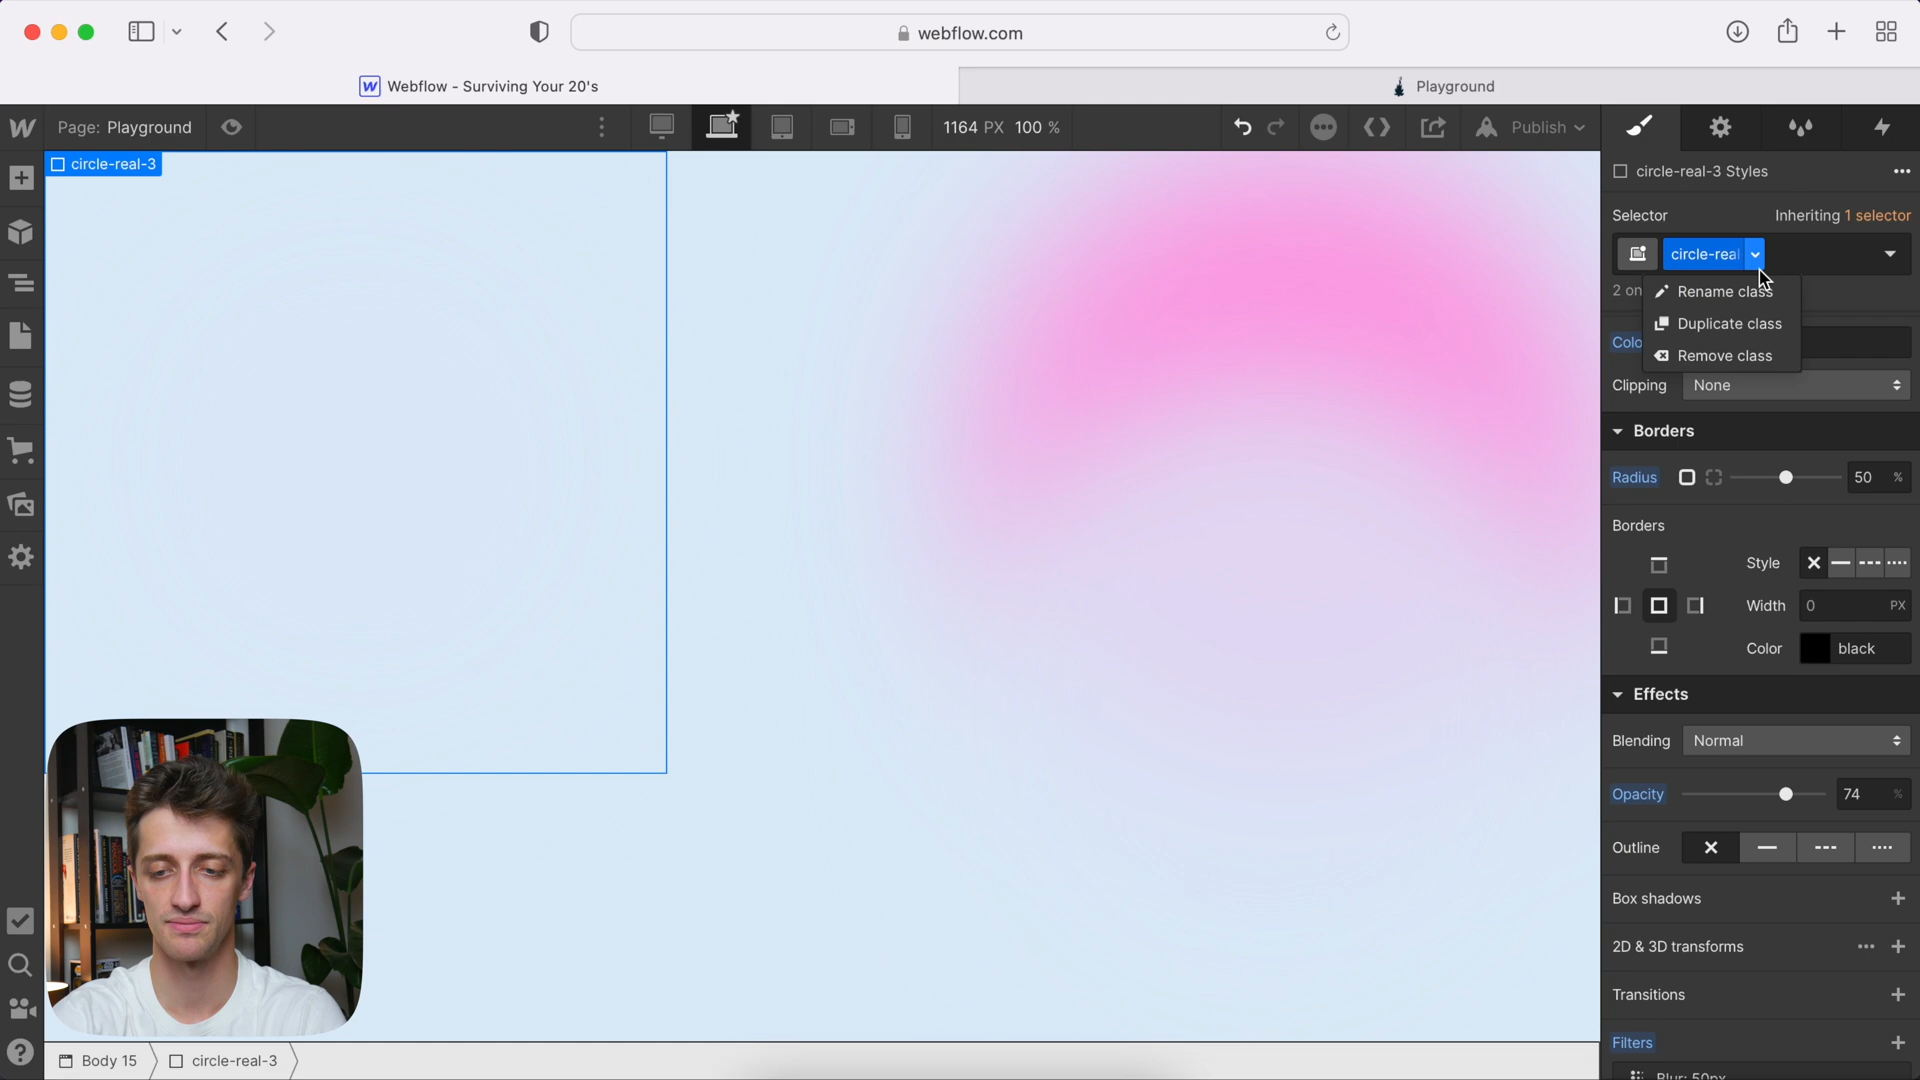 webflow.com
W Webflow - Surviving Your 20's
Playground
Page: Playground
1164 PX 100 %
Publish
circle-real-3
circle-real-3 Styles
Selector
Inheriting 1 selector
circle-real
2 on
Rename class
Duplicate class
Remove class
Colo
Clipping
None
Borders
Radius
50 %
Borders
Style
Width
0 PX
Color
black
Effects
Blending
Normal
Opacity
74 %
Outline
Box shadows
2D & 3D transforms
Transitions
Filters
Blur: 50px
Body 15
circle-real-3